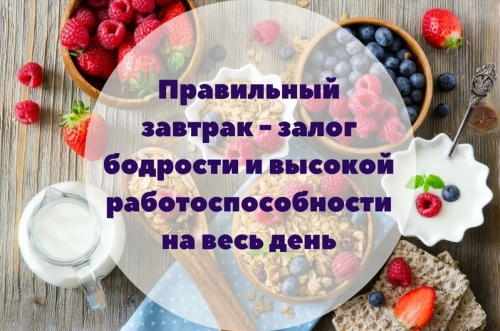 Правильный
завтрак - залог
бодрости и высокой
работоспособности
на весь день